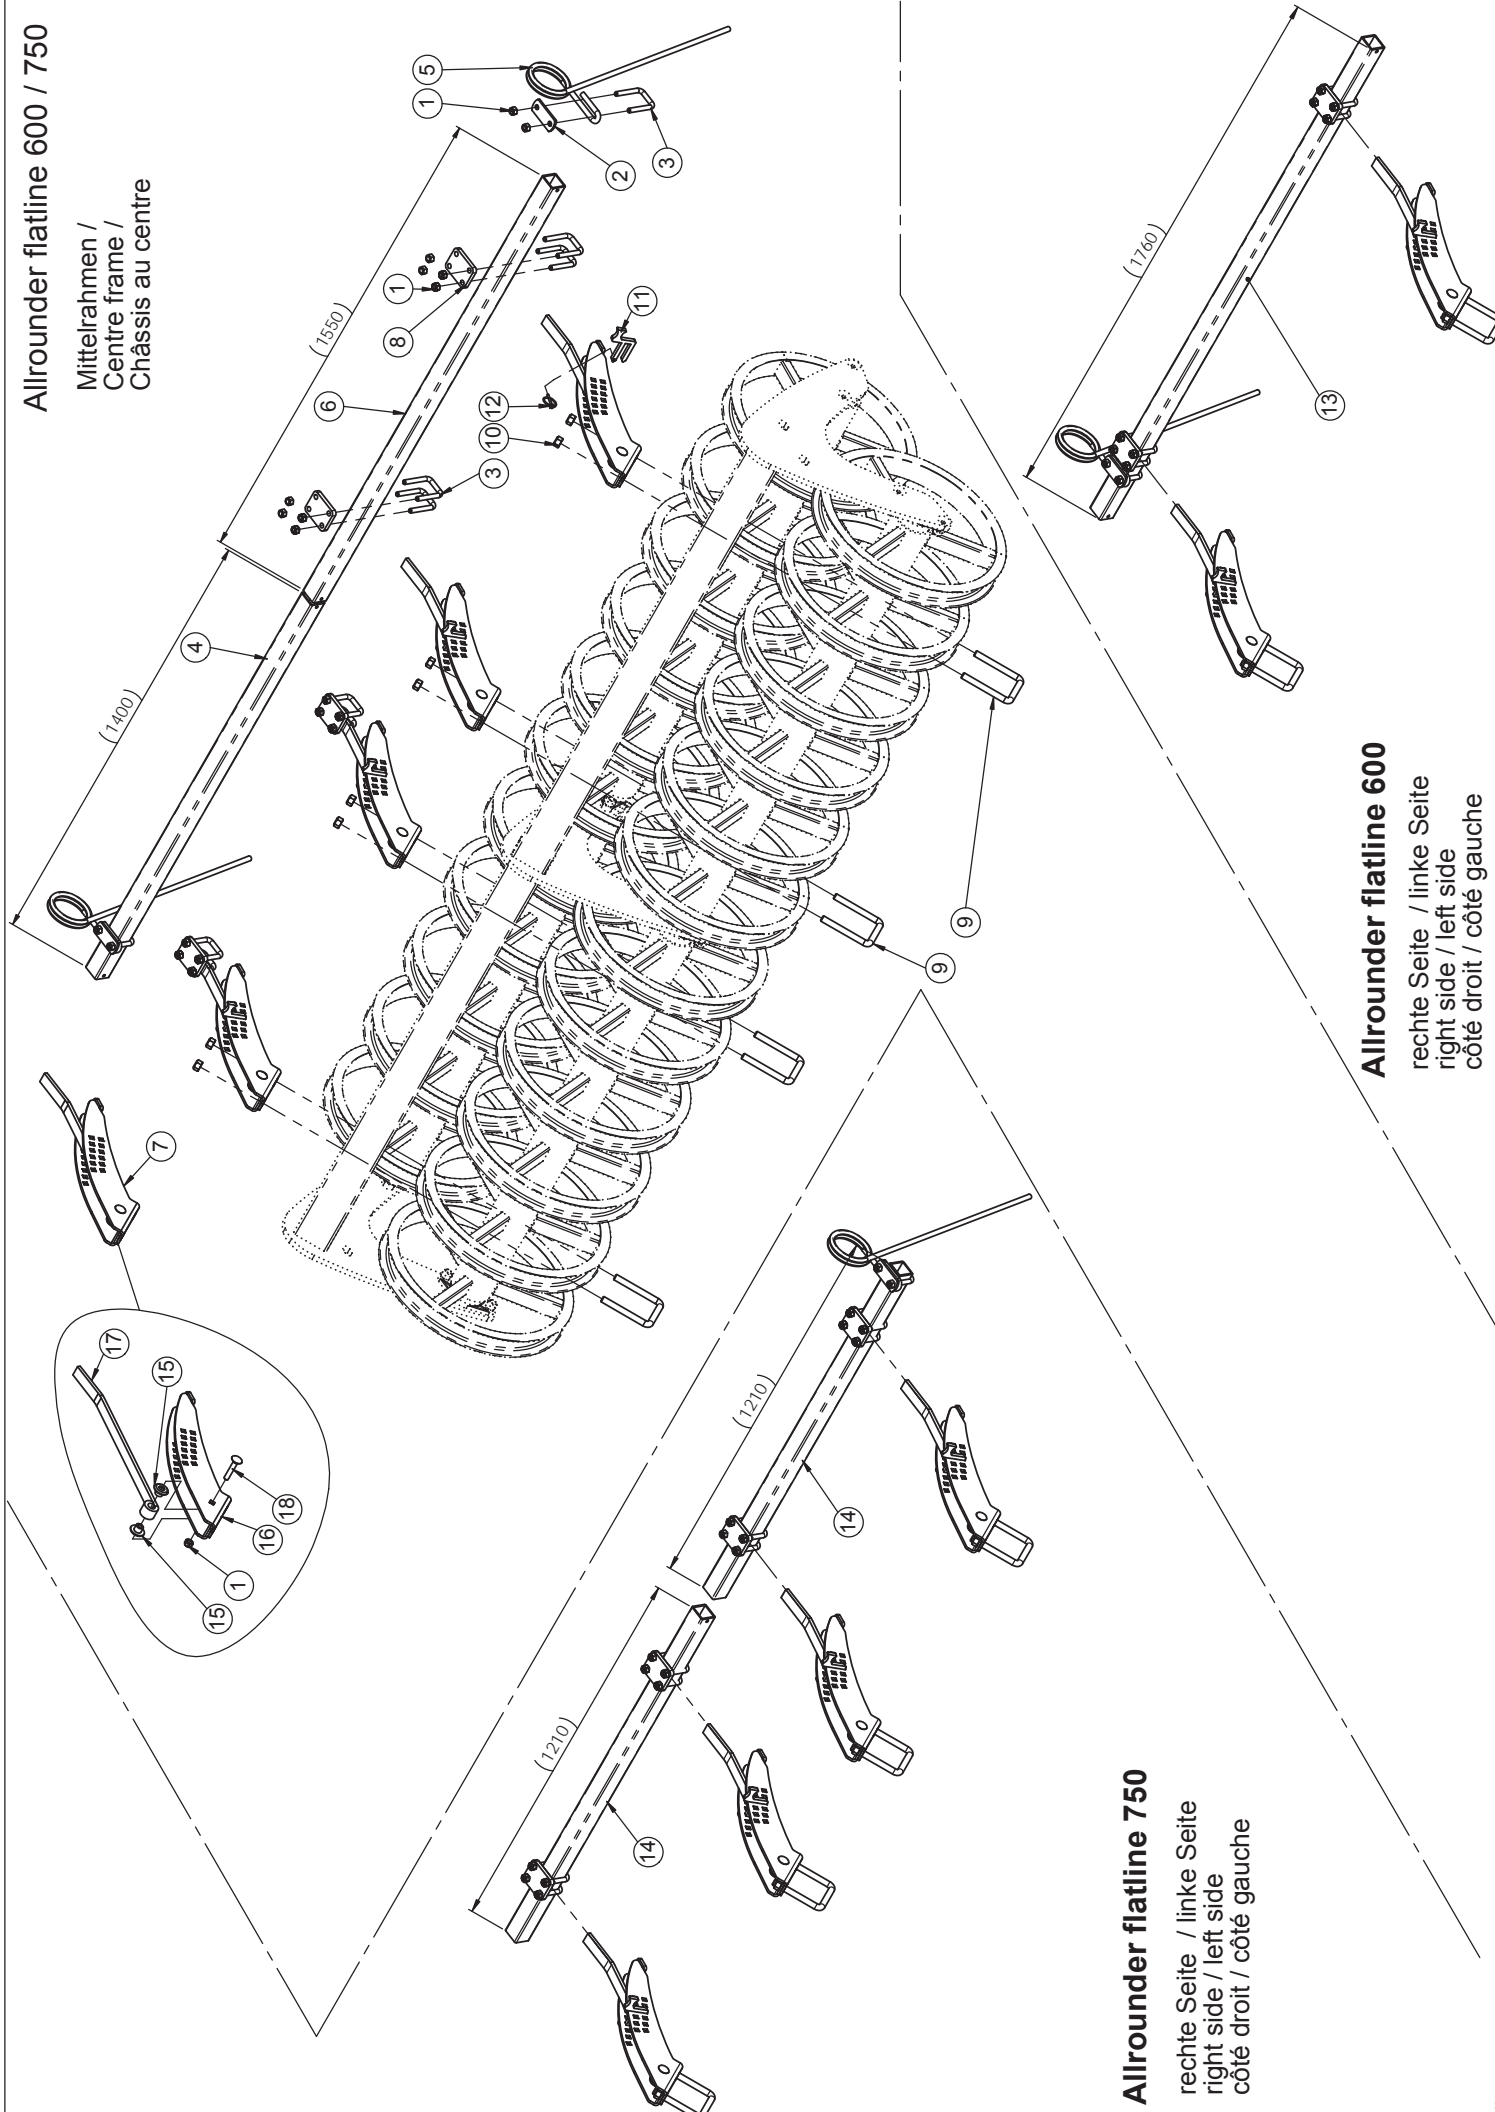 Allrounder flatline 600 / 750
Mittelrahmen /
Centre frame /
Châssis au centre
1
5
2
3
(1550)
1
8
6
3
10
12
11
4
(1400)
7
17
15
18
16
1
15
9
9
(1760)
13
Allrounder flatline 600
rechte Seite / linke Seite
right side / left side
côté droit / côté gauche
(1210)
14
(1210)
14
Allrounder flatline 750
rechte Seite / linke Seite
right side / left side
côté droit / côté gauche